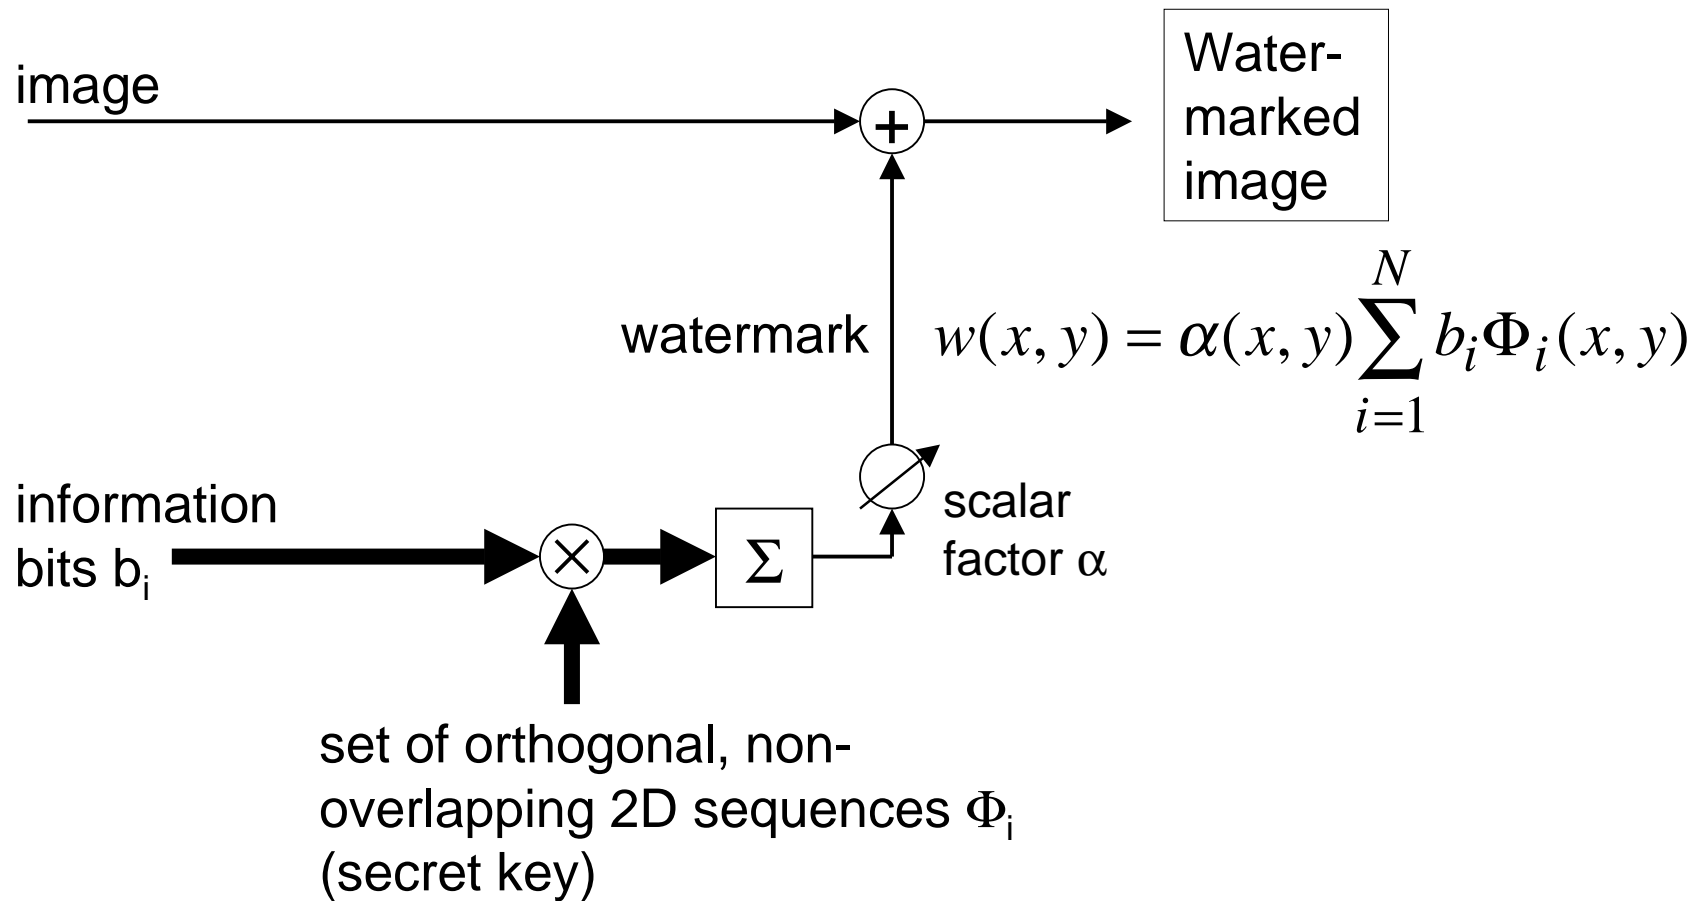 image
+
Water-
marked
image
watermark
w(x, y) = α(x, y) \sum_{i=1}^{N} b_i Φ_i(x, y)
information
bits b_i
×
Σ
scalar
factor α
set of orthogonal, non-
overlapping 2D sequences Φ_i
(secret key)